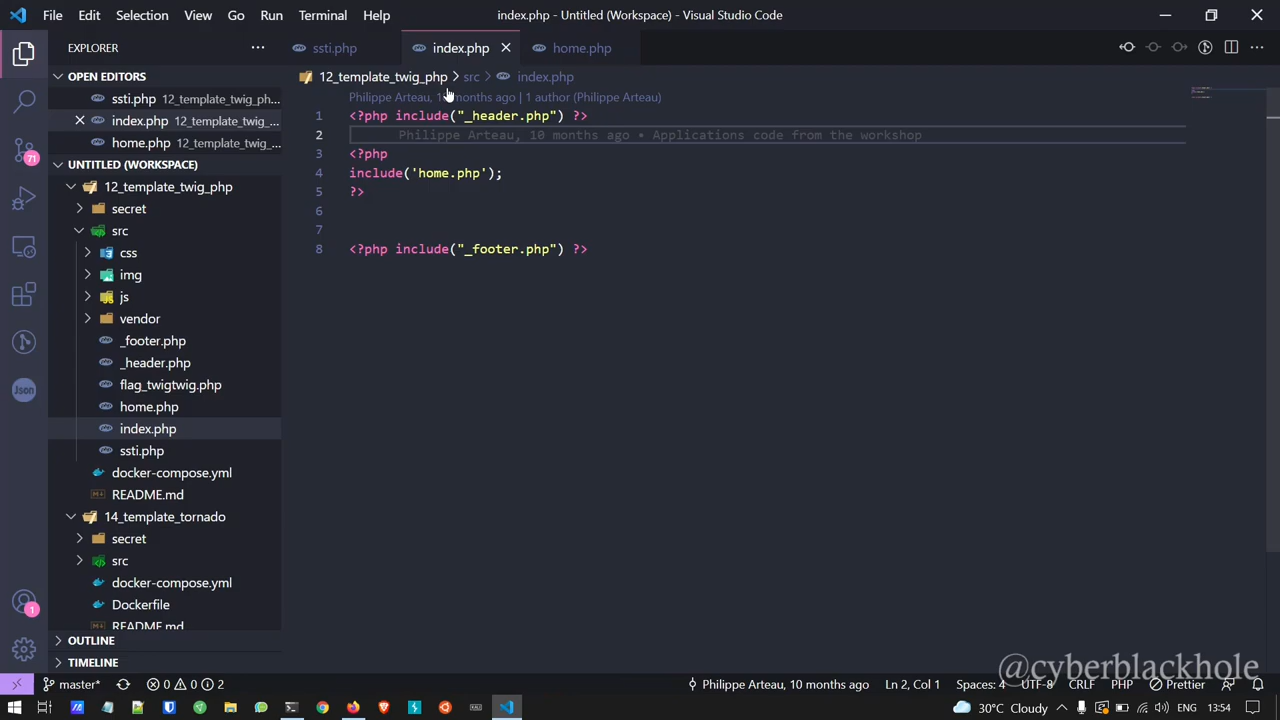 File Edit Selection View Go Run Terminal Help index.php - Untitled (Workspace) - Visual Studio Code
EXPLORER
ssti.php index.php home.php
OPEN EDITORS
ssti.php 12_template_twig_ph...
index.php 12_template_twig_...
home.php 12_template_twig_...
UNTITLED (WORKSPACE)
12_template_twig_php
secret
src
css
img
js
vendor
_footer.php
_header.php
flag_twigtwig.php
home.php
index.php
ssti.php
docker-compose.yml
README.md
14_template_tornado
secret
src
docker-compose.yml
Dockerfile
README.md
OUTLINE
TIMELINE
71
Json
1
12_template_twig_php > src > index.php
Philippe Arteau, months ago | 1 author (Philippe Arteau)
1 <?php include("_header.php") ?>
2 Philippe Arteau, 10 months ago • Applications code from the workshop
3 <?php
4 include('home.php');
5 ?>
6
7
8 <?php include("_footer.php") ?>
@cyberblackhole
master* 0 0 2 Philippe Arteau, 10 months ago Ln 2, Col 1 Spaces: 4 UTF-8 CRLF PHP Prettier
30°C Cloudy ENG 13:54